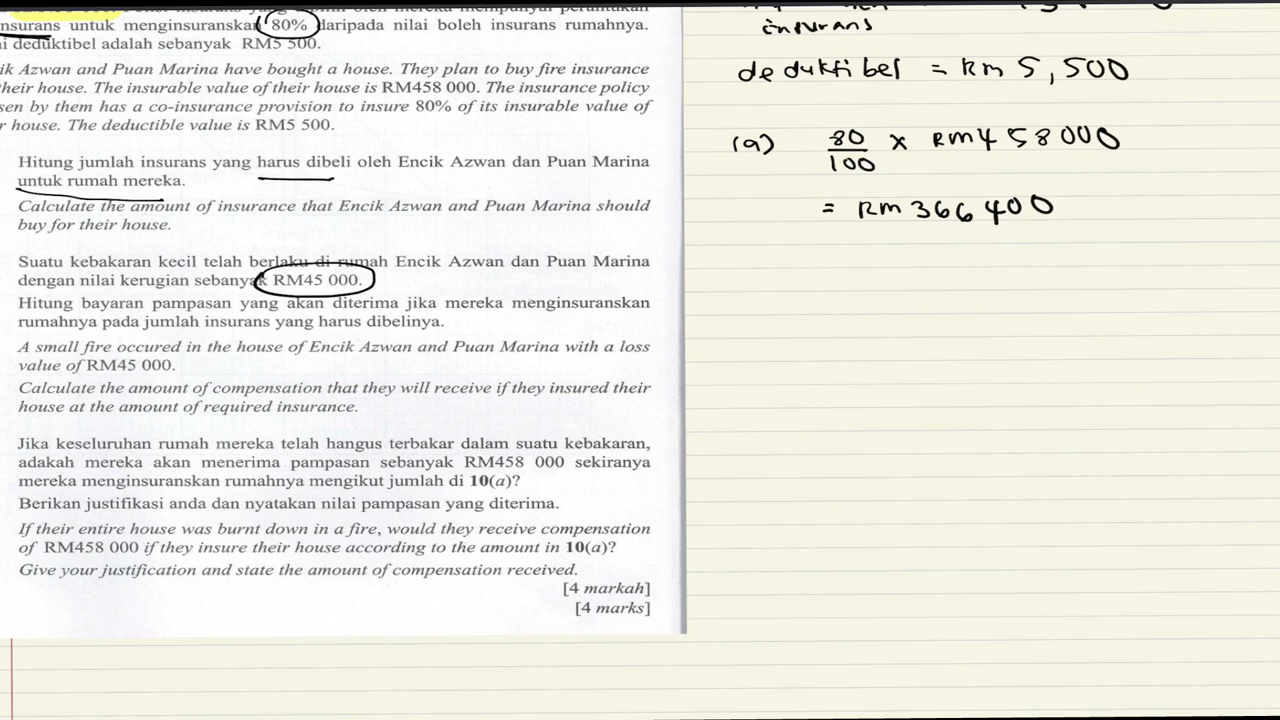 insurans untuk menginsuranskan 80% daripada nilai boleh insurans rumahnya.
deduktibel adalah sebanyak RM5 500.
Azwan and Puan Marina have bought a house. They plan to buy fire insurance
their house. The insurable value of their house is RM458 000. The insurance policy
by them has a co-insurance provision to insure 80% of its insurable value of
house. The deductible value is RM5 500.
Hitung jumlah insurans yang harus dibeli oleh Encik Azwan dan Puan Marina
untuk rumah mereka.
Calculate the amount of insurance that Encik Azwan and Puan Marina should
buy for their house.
Suatu kebakaran kecil telah berlaku di rumah Encik Azwan dan Puan Marina
dengan nilai kerugian sebanyak RM45 000.
Hitung bayaran pampasan yang akan diterima jika mereka menginsuranskan
rumahnya pada jumlah insurans yang harus dibelinya.
A small fire occured in the house of Encik Azwan and Puan Marina with a loss
value of RM45 000.
Calculate the amount of compensation that they will receive if they insured their
house at the amount of required insurance.
Jika keseluruhan rumah mereka telah hangus terbakar dalam suatu kebakaran,
adakah mereka akan menerima pampasan sebanyak RM458 000 sekiranya
mereka menginsuranskan rumahnya mengikut jumlah di 10(a)?
Berikan justifikasi anda dan nyatakan nilai pampasan yang diterima.
If their entire house was burnt down in a fire, would they receive compensation
of RM458 000 if they insure their house according to the amount in 10(a)?
Give your justification and state the amount of compensation received.
[4 markah]
[4 marks]
insurans
deduktibel = RM 5,500
(a) 80/100 × RM458000
= RM 366400